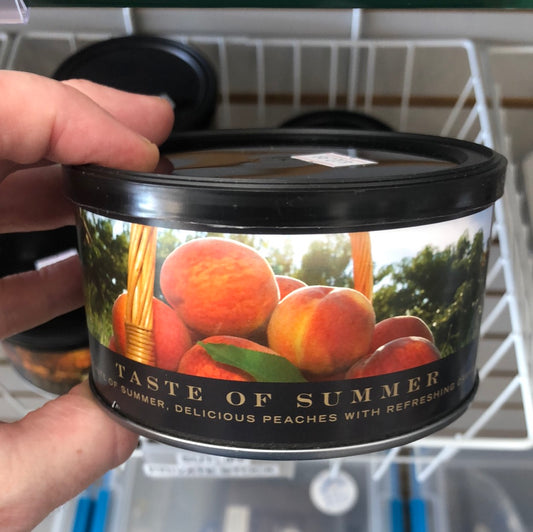 TASTE OF SUMMER
OF SUMMER, DELICIOUS PEACHES WITH REFRESHING